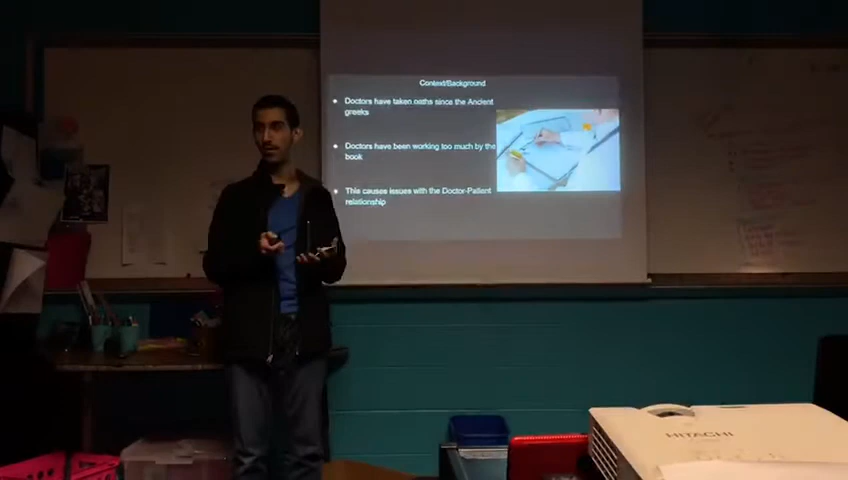 Context/Background
Doctors have taken oaths since the Ancient
greeks
Doctors have been working too much by the
book
This causes issues with the Doctor-Patient
relationship
HITACHI